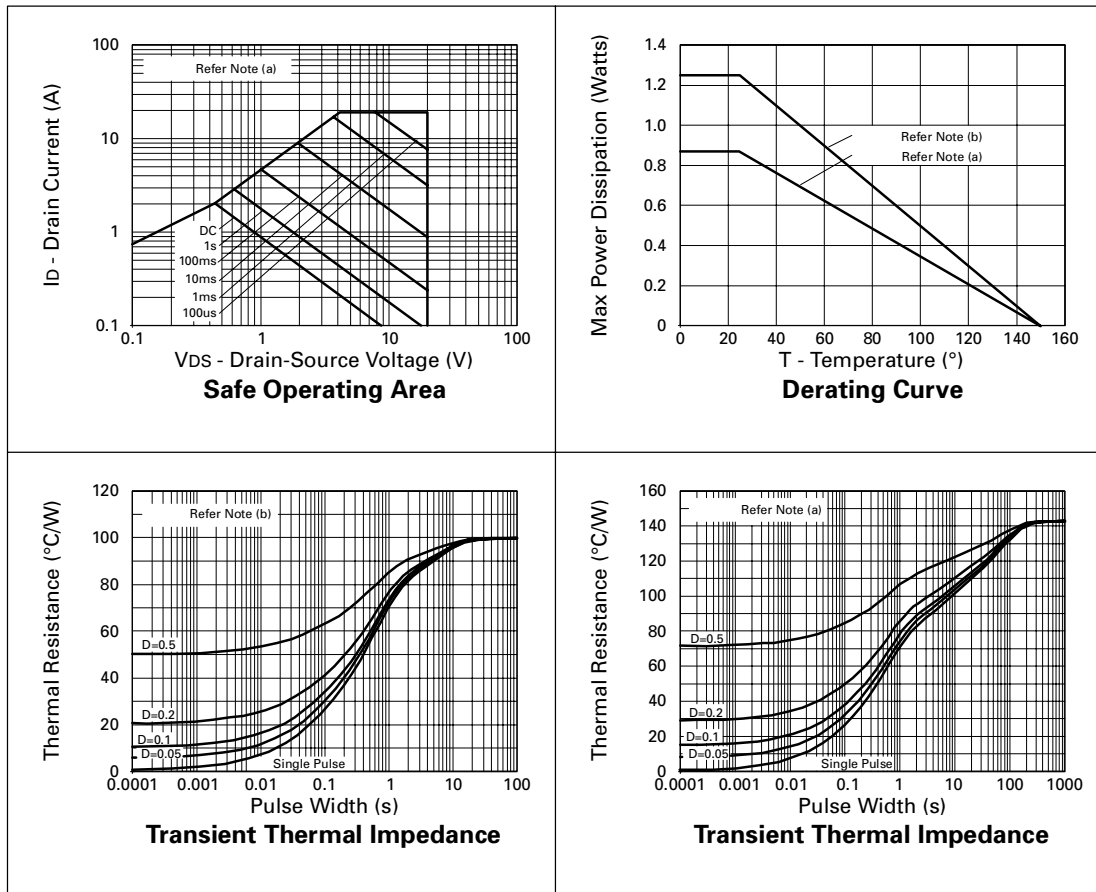 100
10
1
0.1
ID - Drain Current (A)
Refer Note (a)
DC
1s
100ms
10ms
1ms
100us
0.1
1
10
100
VDS - Drain-Source Voltage (V)
Safe Operating Area
1.4
1.2
1.0
0.8
0.6
0.4
0.2
0
Max Power Dissipation (Watts)
Refer Note (b)
Refer Note (a)
0 20 40 60 80 100 120 140 160
T - Temperature (°)
Derating Curve
120
100
80
60
40
20
0
Thermal Resistance (°C/W)
Refer Note (b)
D=0.5
D=0.2
D=0.1
D=0.05
Single Pulse
0.0001 0.001 0.01 0.1 1 10 100
Pulse Width (s)
Transient Thermal Impedance
160
140
120
100
80
60
40
20
0
Thermal Resistance (°C/W)
Refer Note (a)
D=0.5
D=0.2
D=0.1
D=0.05
Single Pulse
0.0001 0.001 0.01 0.1 1 10 100 1000
Pulse Width (s)
Transient Thermal Impedance